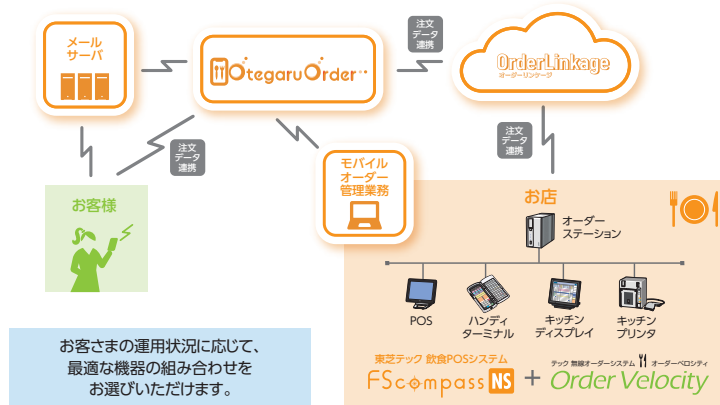 メール
サーバ
Otegaru Order
注文
データ
連携
OrderLinkage
オーダーリンケージ
注文
データ
連携
注文
データ
連携
モバイル
オーダー
管理業務
お客様
お店
オーダー
ステーション
POS
ハンディ
ターミナル
キッチン
ディスプレイ
キッチン
プリンタ
お客さまの運用状況に応じて、
最適な機器の組み合わせを
お選びいただけます。
東芝テック 飲食POSシステム
FScompass NS
+
テック 無線オーダーシステム オーダーベロシティ
Order Velocity